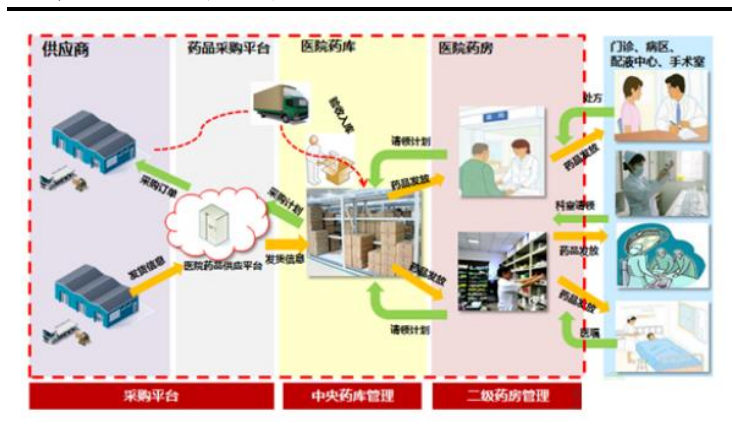 供应商
药品采购平台
医院药库
医院药房
门诊、病区、
配液中心、手术室
验收入库
处方
请领计划
药品发放
药品发放
采购订单
采购计划
科室请领
药品发放
发货信息
医院药品供应平台
发货信息
药品发放
药品发放
请领计划
医嘱
采购平台
中央药库管理
二级药房管理